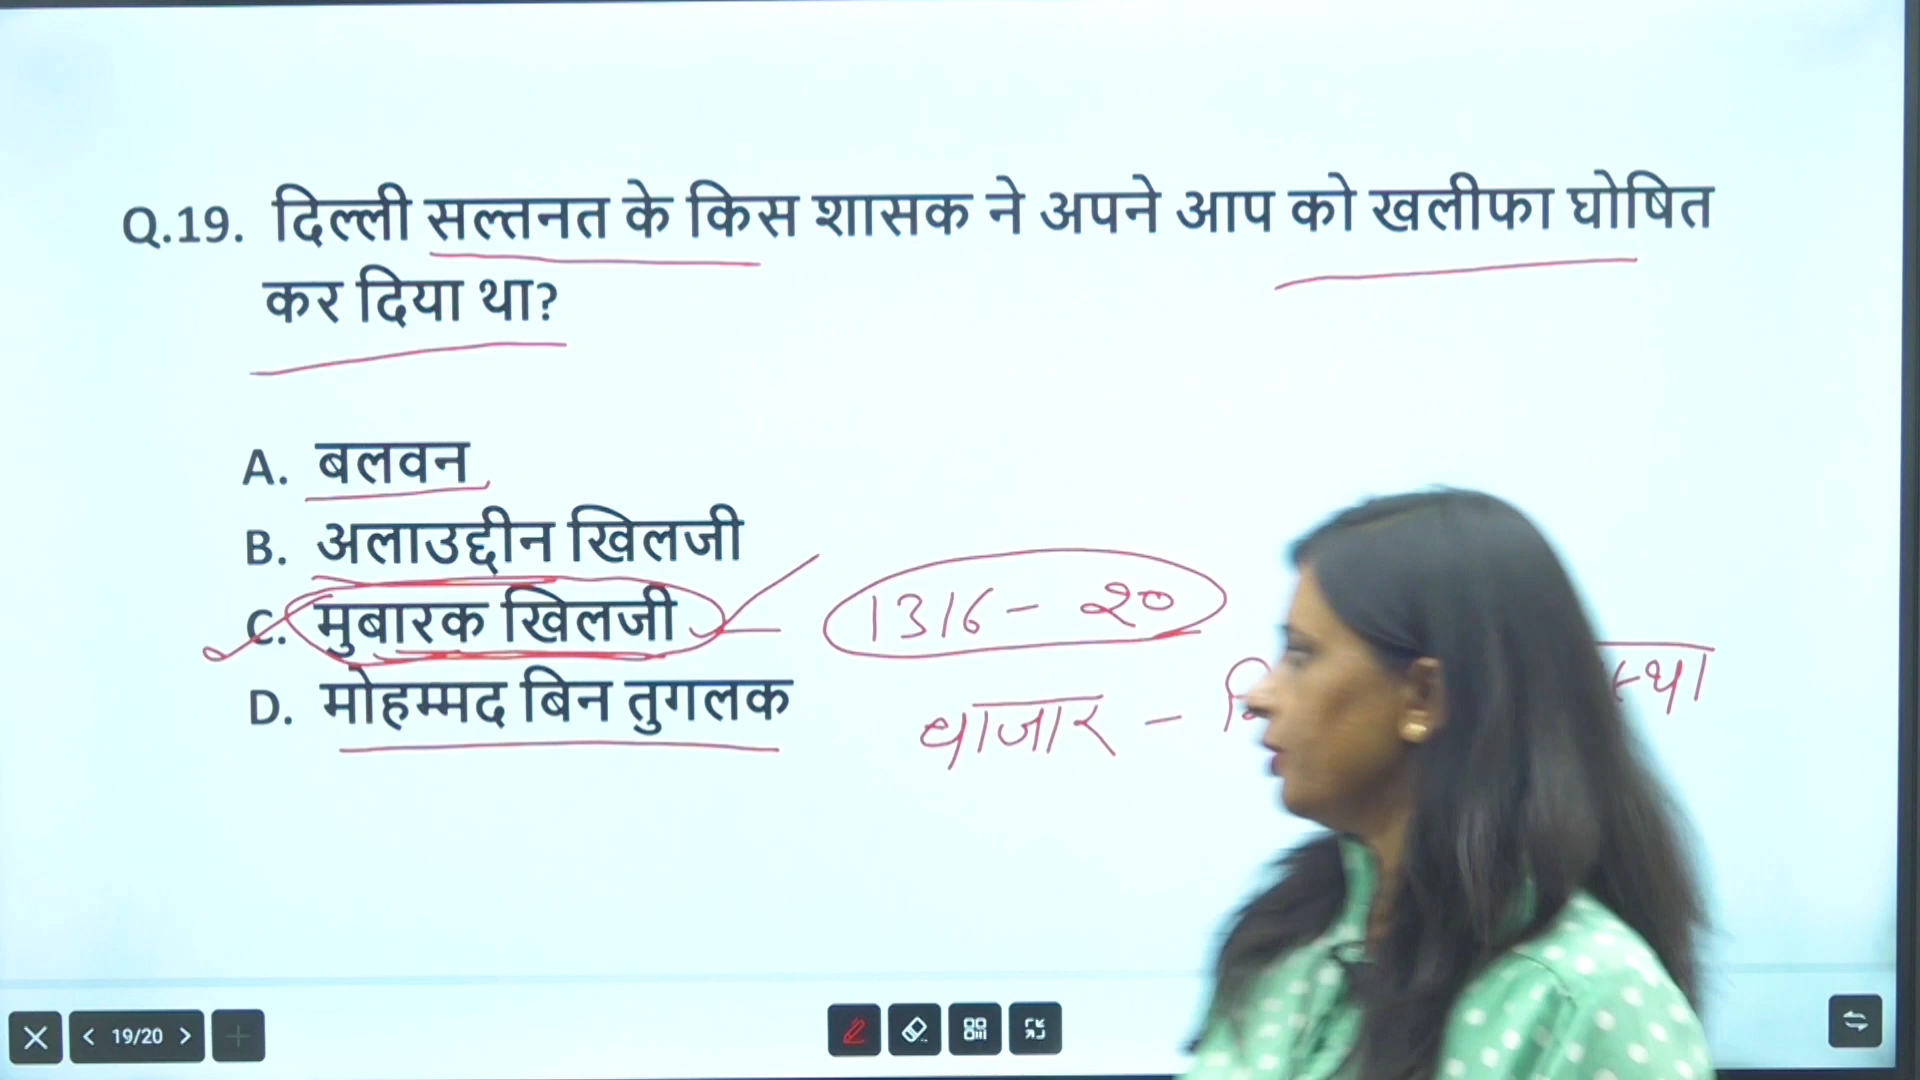 Q.19. दिल्ली सल्तनत के किस शासक ने अपने आप को खलीफा घोषित
कर दिया था?
A. बलवन
B. अलाउद्दीन खिलजी
C. मुबारक खिलजी
1316 - २०
D. मोहम्मद बिन तुगलक
बाजार -
19/20